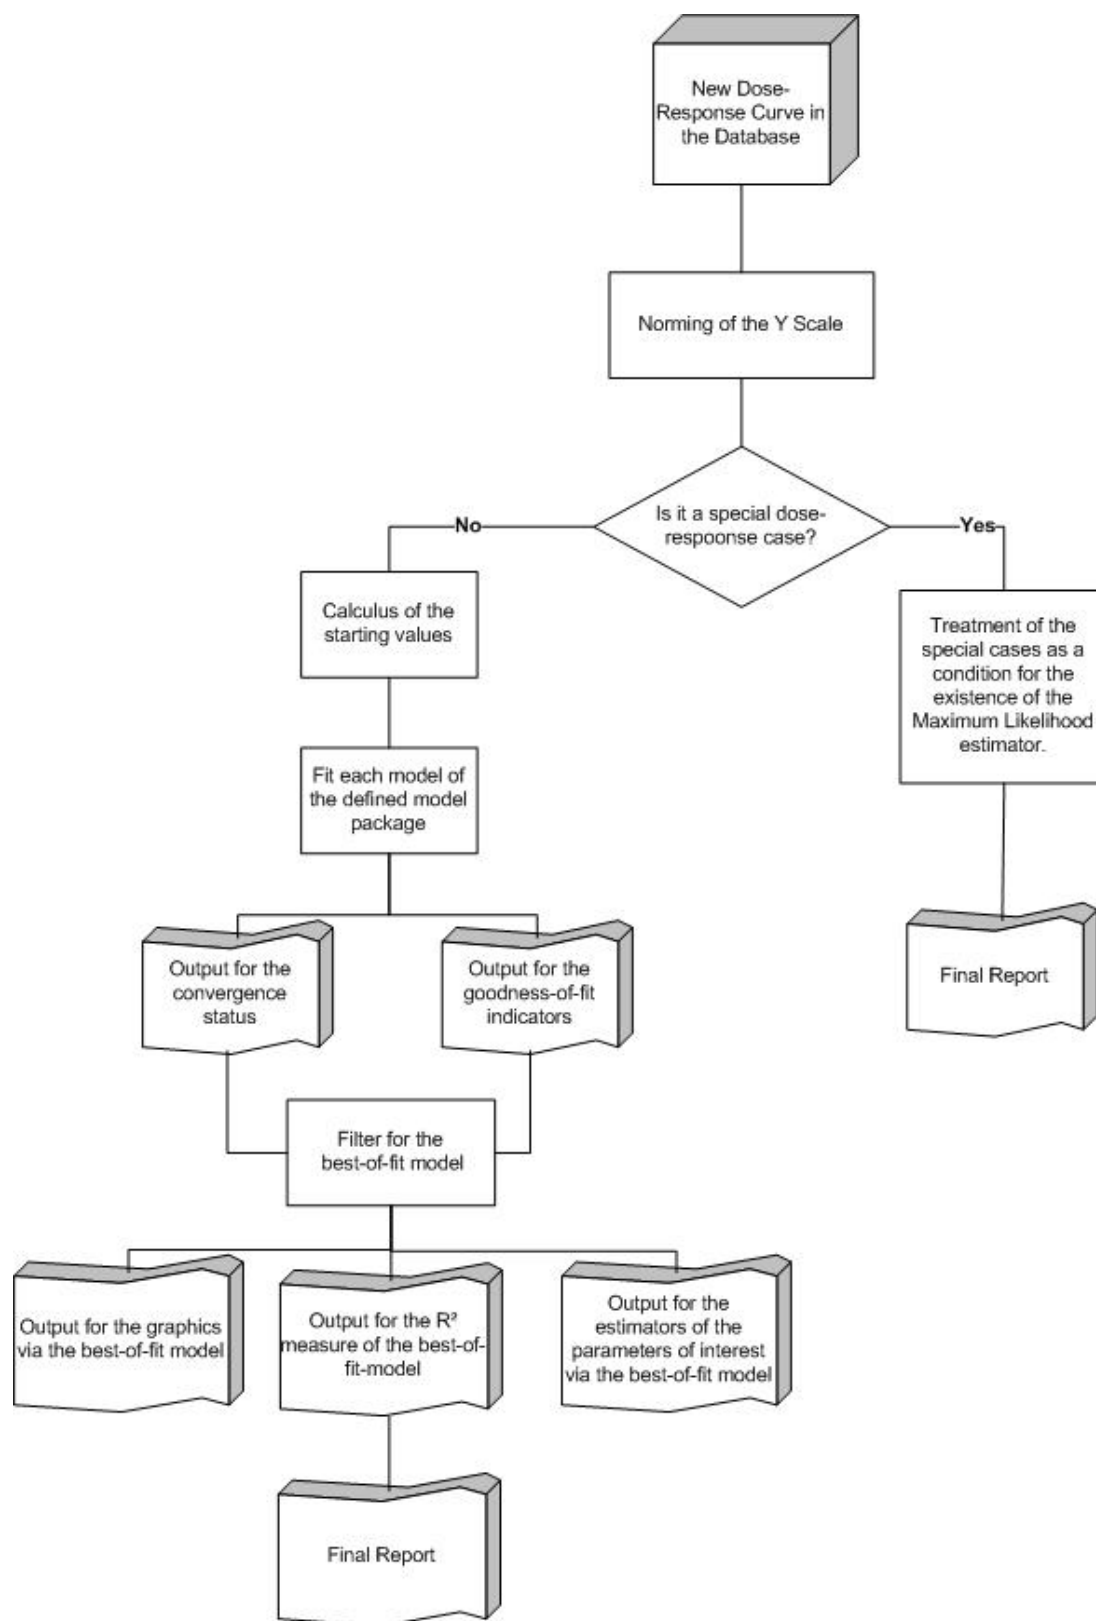 New Dose-
Response Curve in
the Database
Norming of the Y Scale
Is it a special dose-
respoonse case?
No
Yes
Calculus of the
starting values
Treatment of the
special cases as a
condition for the
existence of the
Maximum Likelihood
estimator.
Fit each model of
the defined model
package
Output for the
convergence
status
Output for the
goodness-of-fit
indicators
Final Report
Filter for the
best-of-fit model
Output for the graphics
via the best-of-fit model
Output for the R²
measure of the best-of-
fit-model
Output for the
estimators of the
parameters of interest
via the best-of-fit model
Final Report